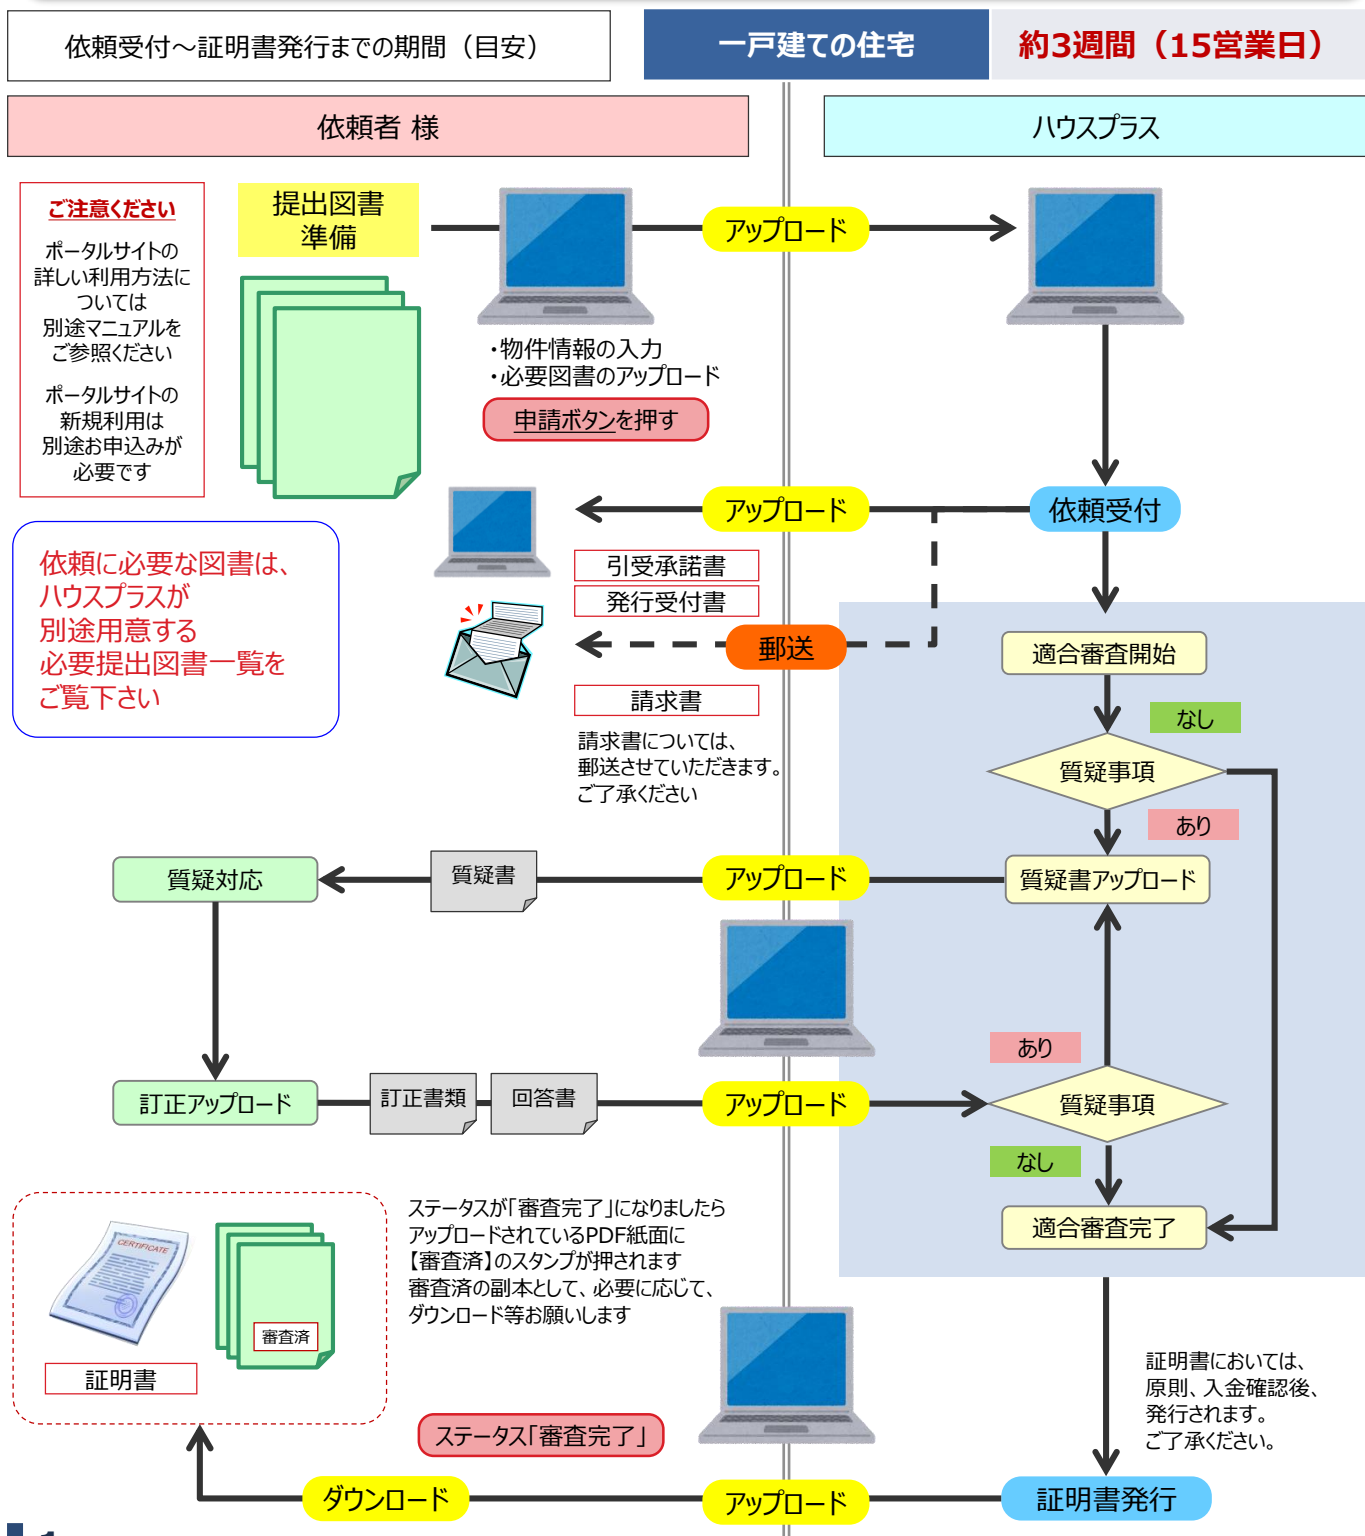 依頼受付～証明書発行までの期間（目安）
一戸建ての住宅
約3週間（15営業日）
依頼者 様
ハウスプラス
ご注意ください
ポータルサイトの
詳しい利用方法に
ついては
別途マニュアルを
ご参照ください
ポータルサイトの
新規利用は
別途お申込みが
必要です
提出図書
準備
アップロード
・物件情報の入力
・必要図書のアップロード
申請ボタンを押す
アップロード
依頼受付
引受承諾書
発行受付書
郵送
請求書
請求書については、
郵送させていただきます。
ご了承ください
依頼に必要な図書は、
ハウスプラスが
別途用意する
必要提出図書一覧を
ご覧下さい
適合審査開始
なし
質疑事項
あり
質疑対応
質疑書
アップロード
質疑書アップロード
あり
訂正アップロード
訂正書類
回答書
アップロード
質疑事項
なし
適合審査完了
CERTIFICATE
審査済
証明書
ステータスが「審査完了」になりましたら
アップロードされているPDF紙面に
【審査済】のスタンプが押されます
審査済の副本として、必要に応じて、
ダウンロード等お願いします
証明書においては、
原則、入金確認後、
発行されます。
ご了承ください。
ステータス「審査完了」
ダウンロード
アップロード
証明書発行